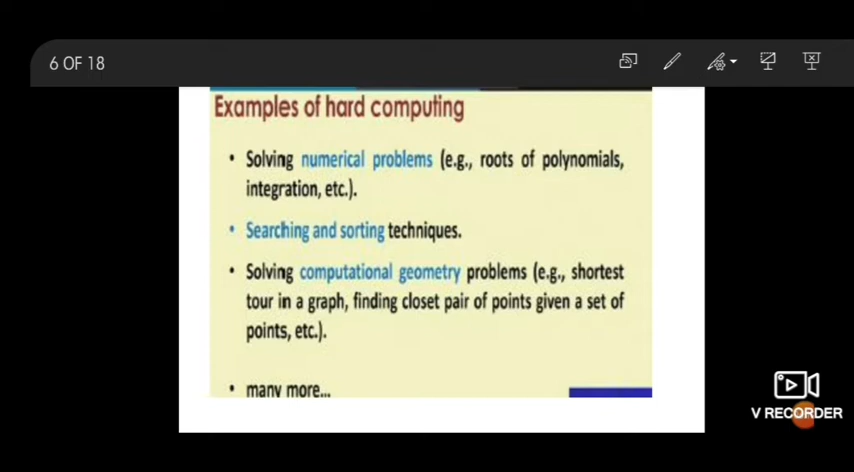 6 OF 18
Examples of hard computing
• Solving numerical problems (e.g., roots of polynomials,
integration, etc.).
• Searching and sorting techniques.
• Solving computational geometry problems (e.g., shortest
tour in a graph, finding closet pair of points given a set of
points, etc.).
• many more...
V RECORDER